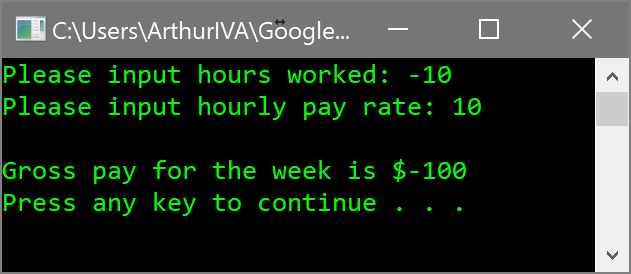 C:\Users\ArthurIVA\Google...
Please input hours worked: -10
Please input hourly pay rate: 10
Gross pay for the week is $-100
Press any key to continue . . .